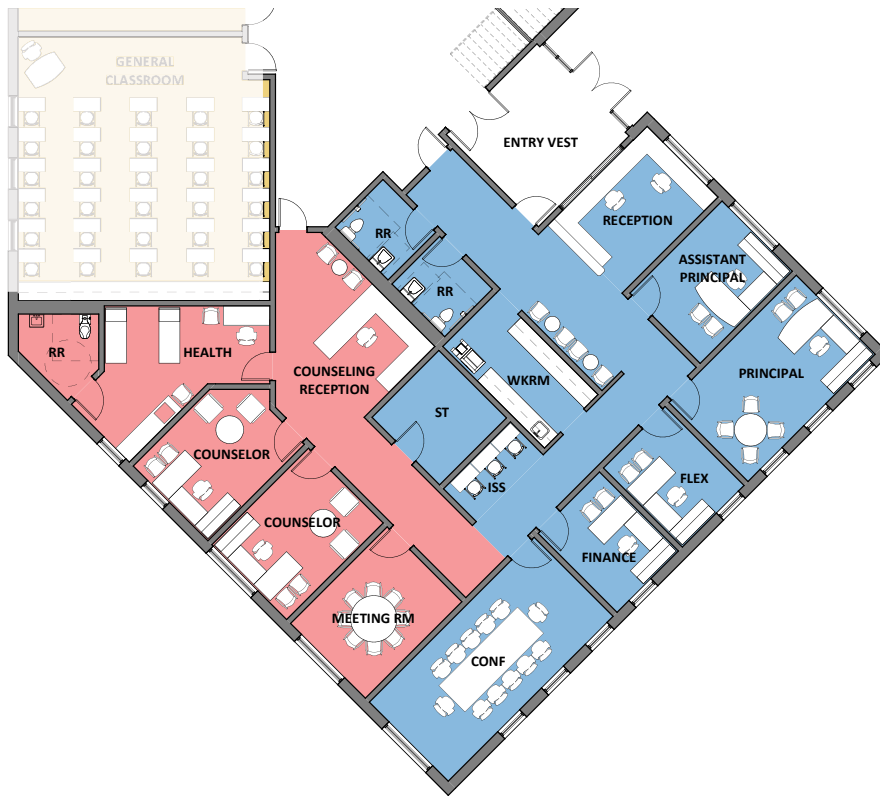 GENERAL
CLASSROOM
ENTRY VEST
RECEPTION
RR
ASSISTANT
PRINCIPAL
RR
RR
HEALTH
COUNSELING
RECEPTION
WKRM
PRINCIPAL
ST
COUNSELOR
ISS
FLEX
COUNSELOR
FINANCE
MEETING RM
CONF